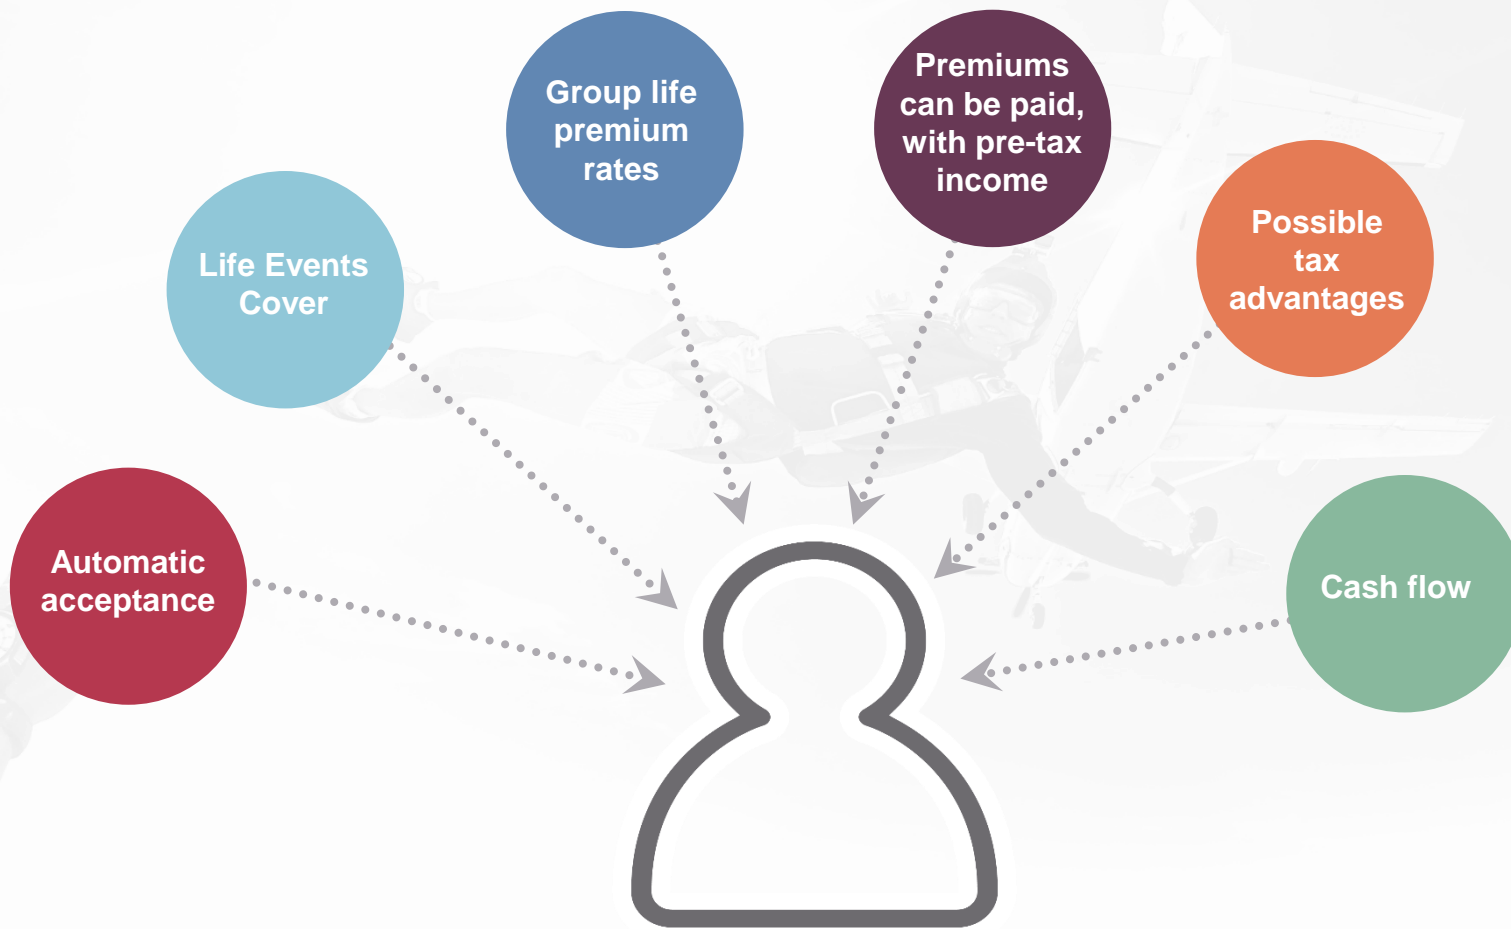 Group life
premium
rates
Premiums
can be paid,
with pre-tax
income
Life Events
Cover
Possible
tax
advantages
Automatic
acceptance
Cash flow